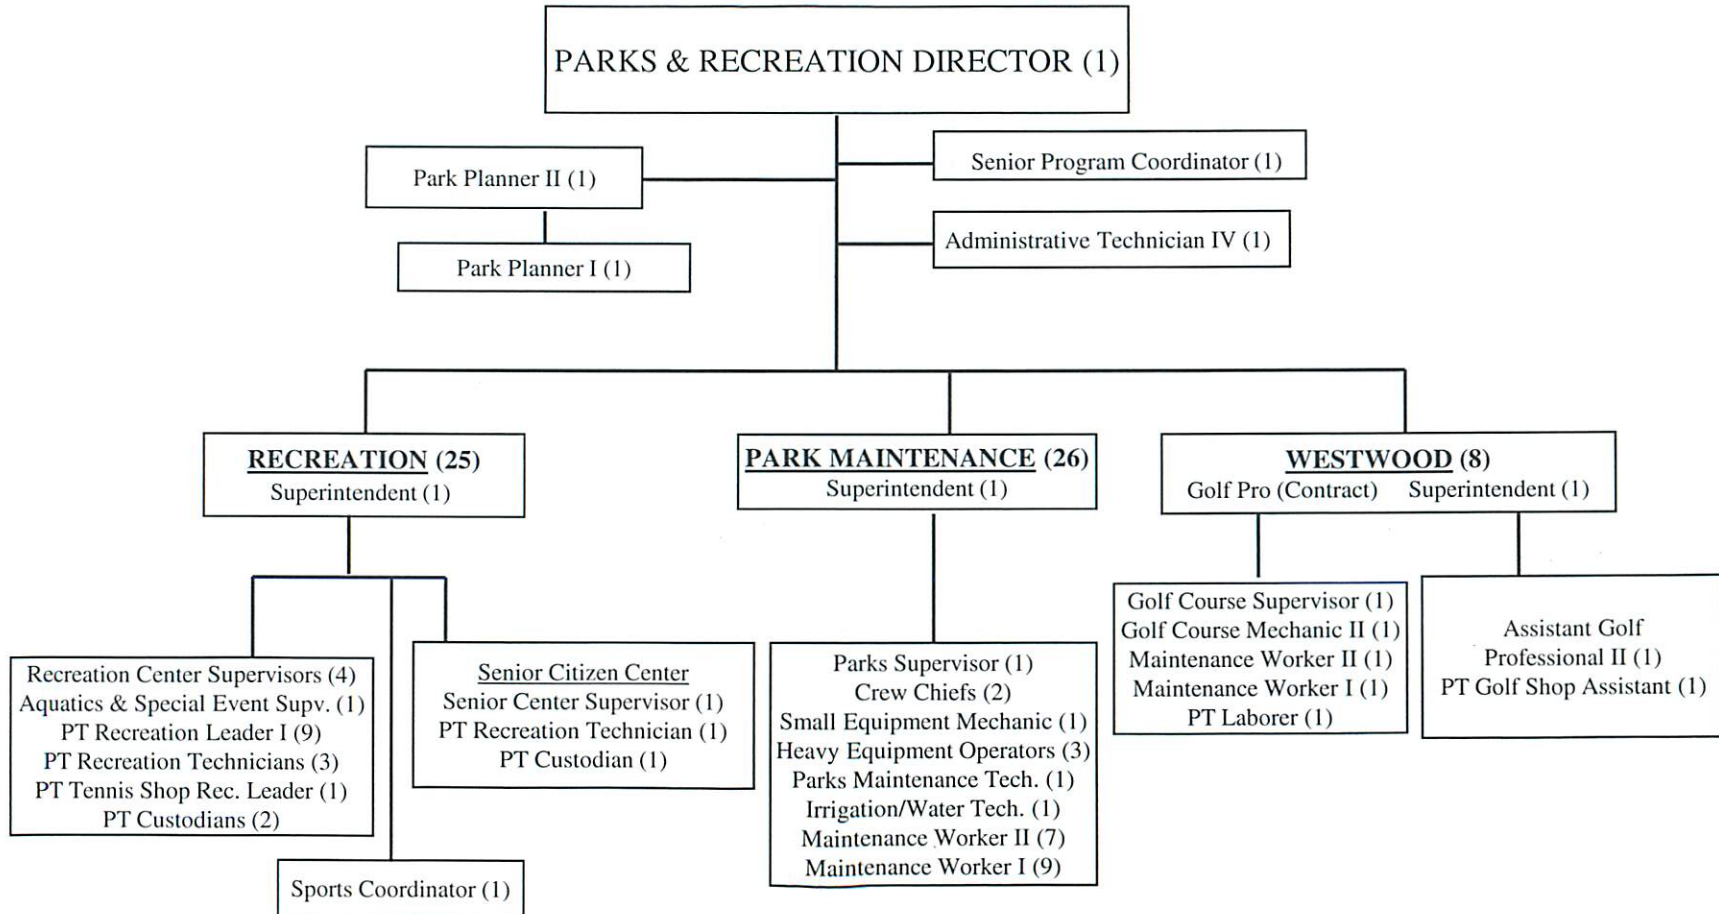 PARKS & RECREATION DIRECTOR (1)
Park Planner II (1)
Senior Program Coordinator (1)
Administrative Technician IV (1)
Park Planner I (1)
RECREATION (25)
Superintendent (1)
PARK MAINTENANCE (26)
Superintendent (1)
WESTWOOD (8)
Golf Pro (Contract) Superintendent (1)
Recreation Center Supervisors (4)
Aquatics & Special Event Supv. (1)
PT Recreation Leader I (9)
PT Recreation Technicians (3)
PT Tennis Shop Rec. Leader (1)
PT Custodians (2)
Sports Coordinator (1)
Senior Citizen Center
Senior Center Supervisor (1)
PT Recreation Technician (1)
PT Custodian (1)
Parks Supervisor (1)
Crew Chiefs (2)
Small Equipment Mechanic (1)
Heavy Equipment Operators (3)
Parks Maintenance Tech. (1)
Irrigation/Water Tech. (1)
Maintenance Worker II (7)
Maintenance Worker I (9)
Golf Course Supervisor (1)
Golf Course Mechanic II (1)
Maintenance Worker II (1)
Maintenance Worker I (1)
PT Laborer (1)
Assistant Golf
Professional II (1)
PT Golf Shop Assistant (1)